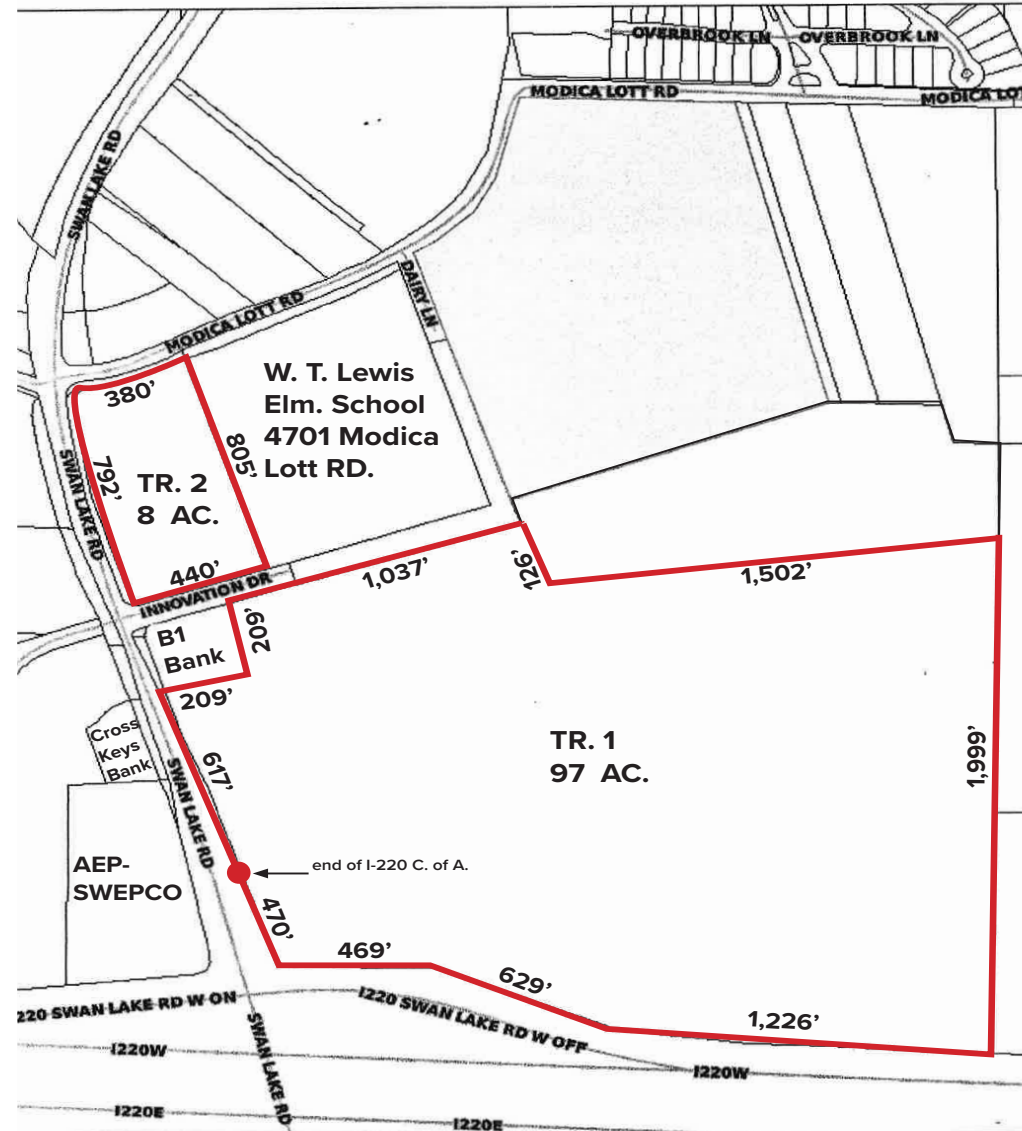 OVERBROOK LN
OVERBROOK LN
MODICA LOTT RD
MODICA LOT
SWAN LAKE RD
DAIRY LN
MODICA LOTT RD
380'
W. T. Lewis
Elm. School
4701 Modica
Lott RD.
792'
805'
SWAN LAKE RD
TR. 2
8 AC.
440'
INNOVATION DR
1,037'
126'
1,502'
B1
Bank
209'
209'
Cross
Keys
Bank
617'
SWAN LAKE RD
TR. 1
97 AC.
1,999'
AEP-
SWEPCO
end of I-220 C. of A.
470'
469'
629'
1,226'
220 SWAN LAKE RD W ON
I220 SWAN LAKE RD W OFF
SWAN LAKE RD
I220W
I220W
I220E
I220E